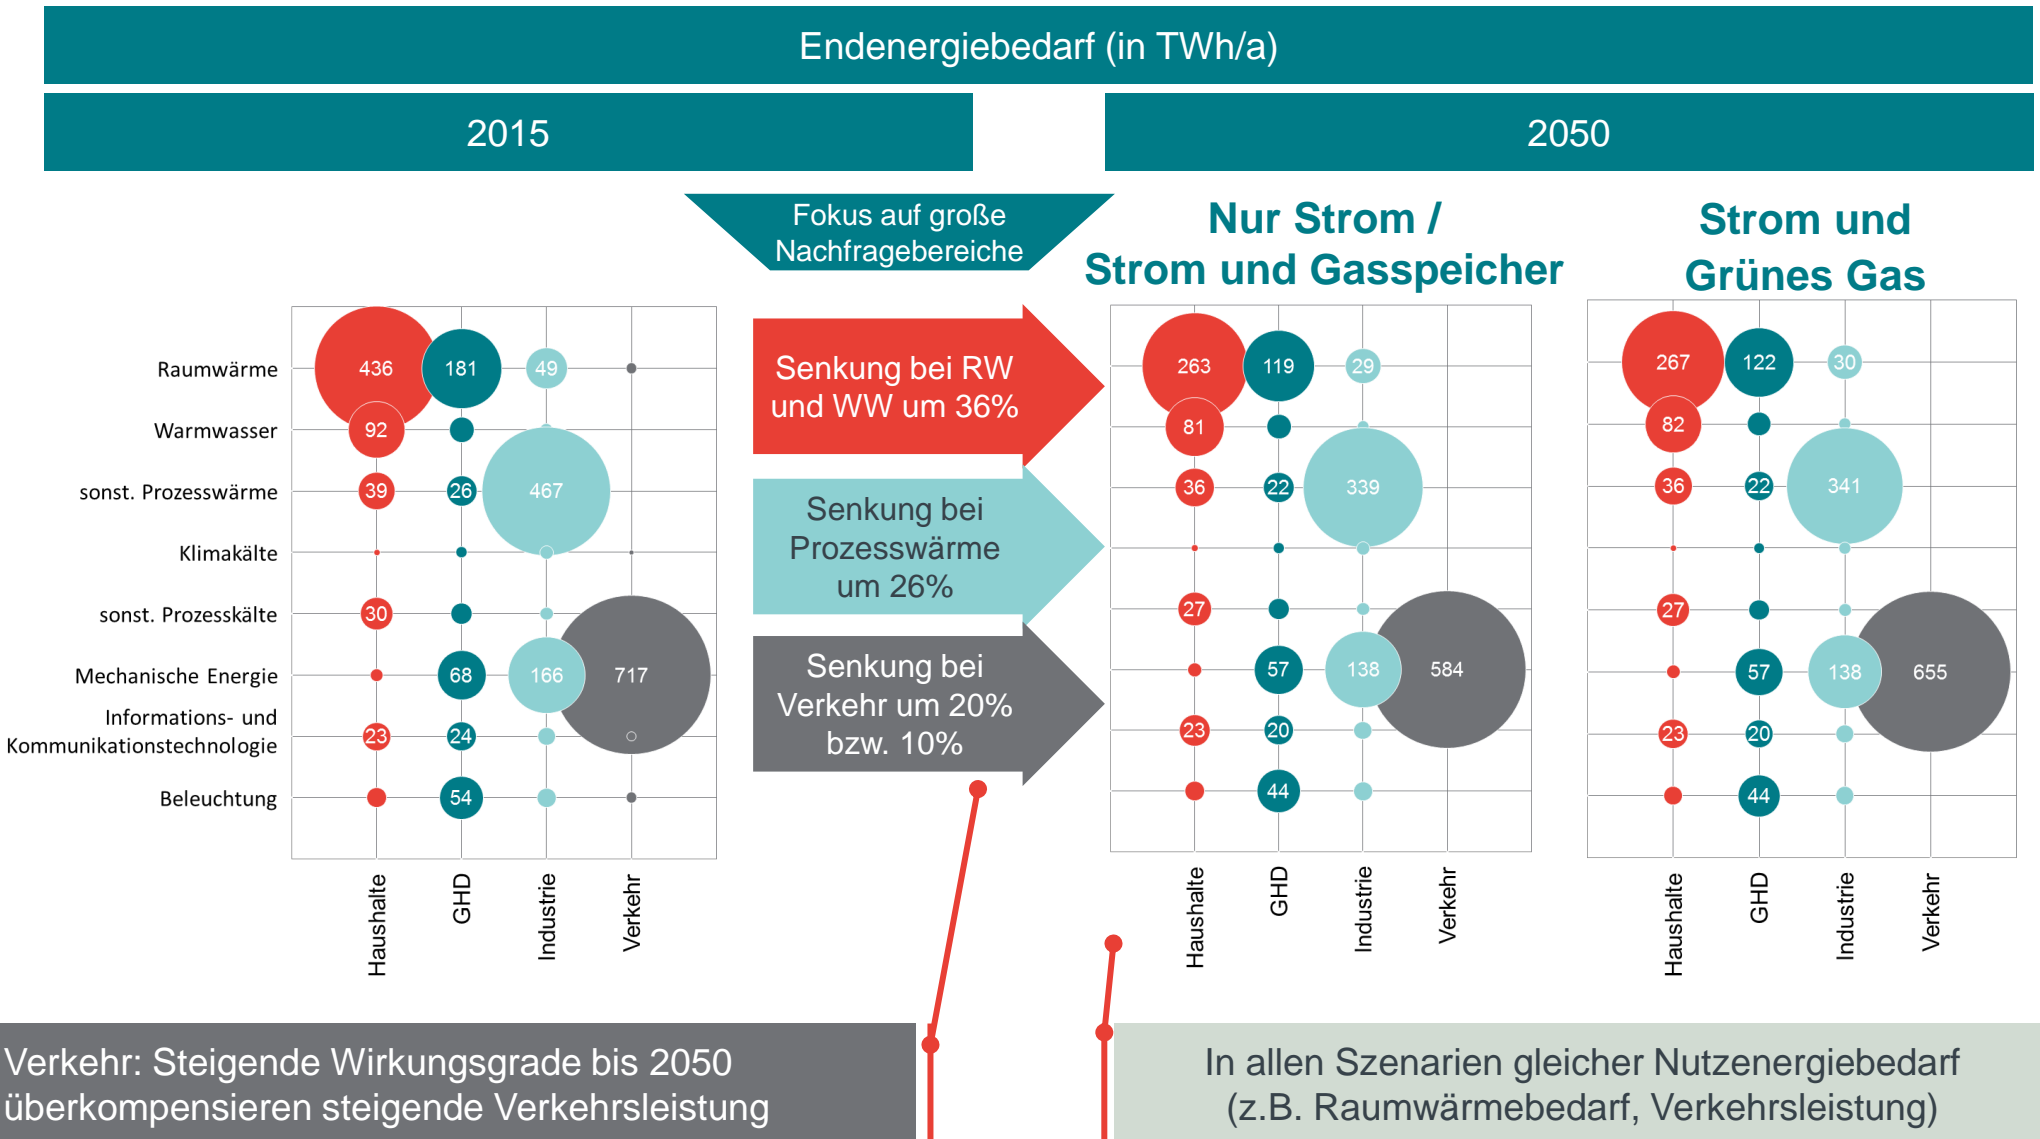 Endenergiebedarf (in TWh/a)
2015
2050
Fokus auf große
Nachfragebereiche
Nur Strom /
Strom und Gasspeicher
Strom und
Grünes Gas
Raumwärme
436
181
49
Warmwasser
92
sonst. Prozesswärme
39
26
467
Klimakälte
sonst. Prozesskälte
30
Mechanische Energie
68
166
717
Informations- und
Kommunikationstechnologie
23
24
Beleuchtung
54
Haushalte
GHD
Industrie
Verkehr
Senkung bei RW
und WW um 36%
Senkung bei
Prozesswärme
um 26%
Senkung bei
Verkehr um 20%
bzw. 10%
263
119
29
81
36
22
339
27
57
138
584
23
20
44
Haushalte
GHD
Industrie
Verkehr
267
122
30
82
36
22
341
27
57
138
655
23
20
44
Haushalte
GHD
Industrie
Verkehr
Verkehr: Steigende Wirkungsgrade bis 2050
überkompensieren steigende Verkehrsleistung
In allen Szenarien gleicher Nutzenergiebedarf
(z.B. Raumwärmebedarf, Verkehrsleistung)